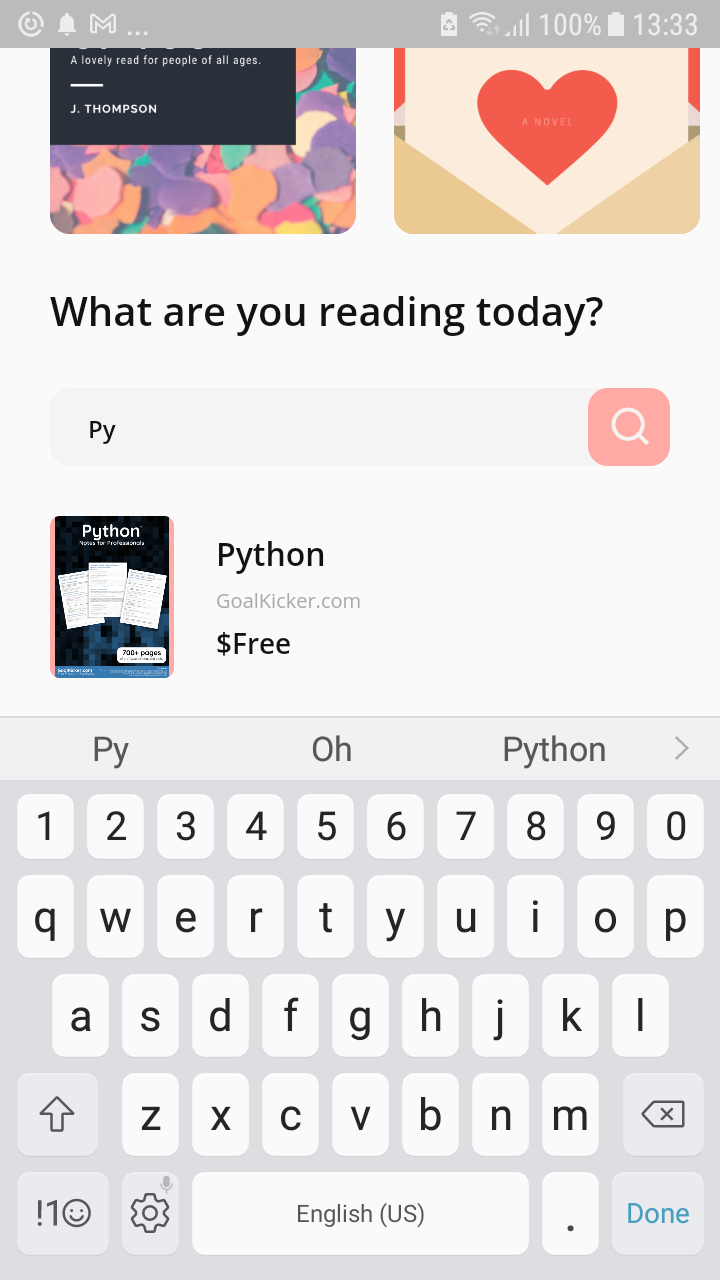 ... 100% 13:33
A lovely read for people of all ages.
J. THOMPSON
A NOVEL
What are you reading today?
Py
Python
Notes for Professionals
700+ pages
GoalKicker.com
Python
GoalKicker.com
$Free
Py Oh Python
1 2 3 4 5 6 7 8 9 0
q w e r t y u i o p
a s d f g h j k l
z x c v b n m
!1☺ English (US) . Done